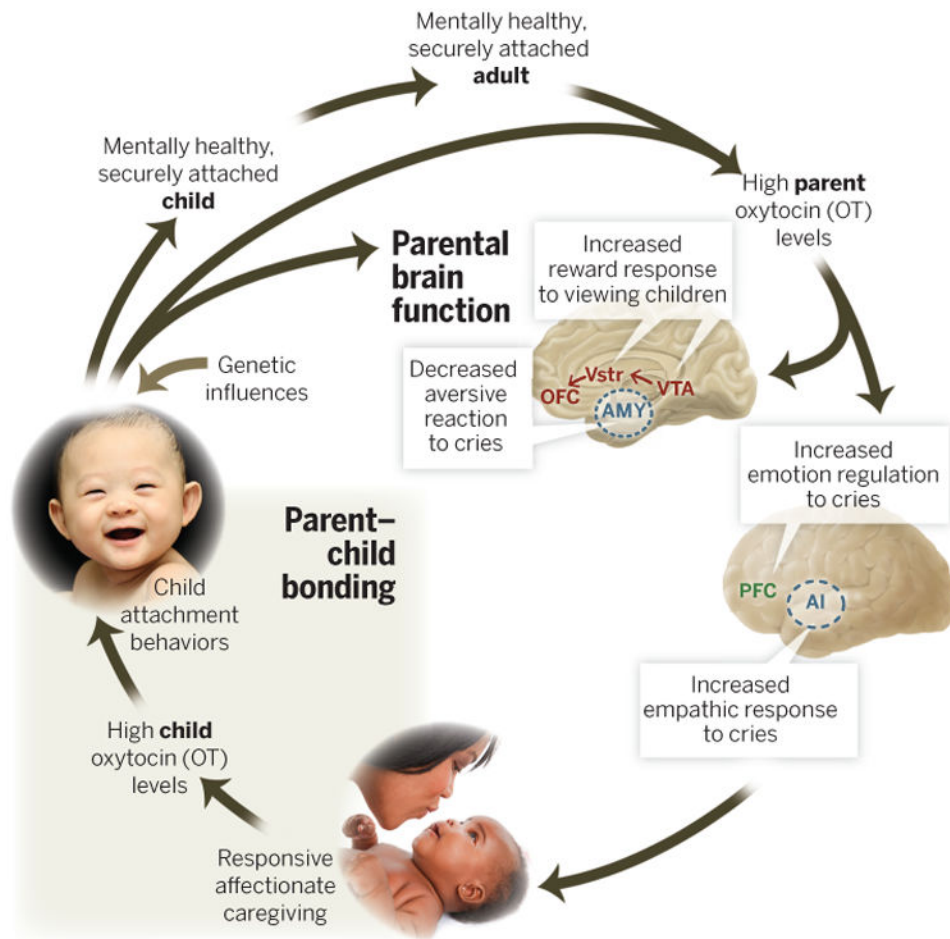 Mentally healthy,
securely attached
adult
Mentally healthy,
securely attached
child
High parent
oxytocin (OT)
levels
Parental
brain
function
Increased
reward response
to viewing children
Genetic
influences
Decreased
aversive
reaction
to cries
OFC
Vstr
VTA
AMY
Increased
emotion regulation
to cries
PFC
AI
Increased
empathic response
to cries
Parent–
child
bonding
Child
attachment
behaviors
High child
oxytocin (OT)
levels
Responsive
affectionate
caregiving